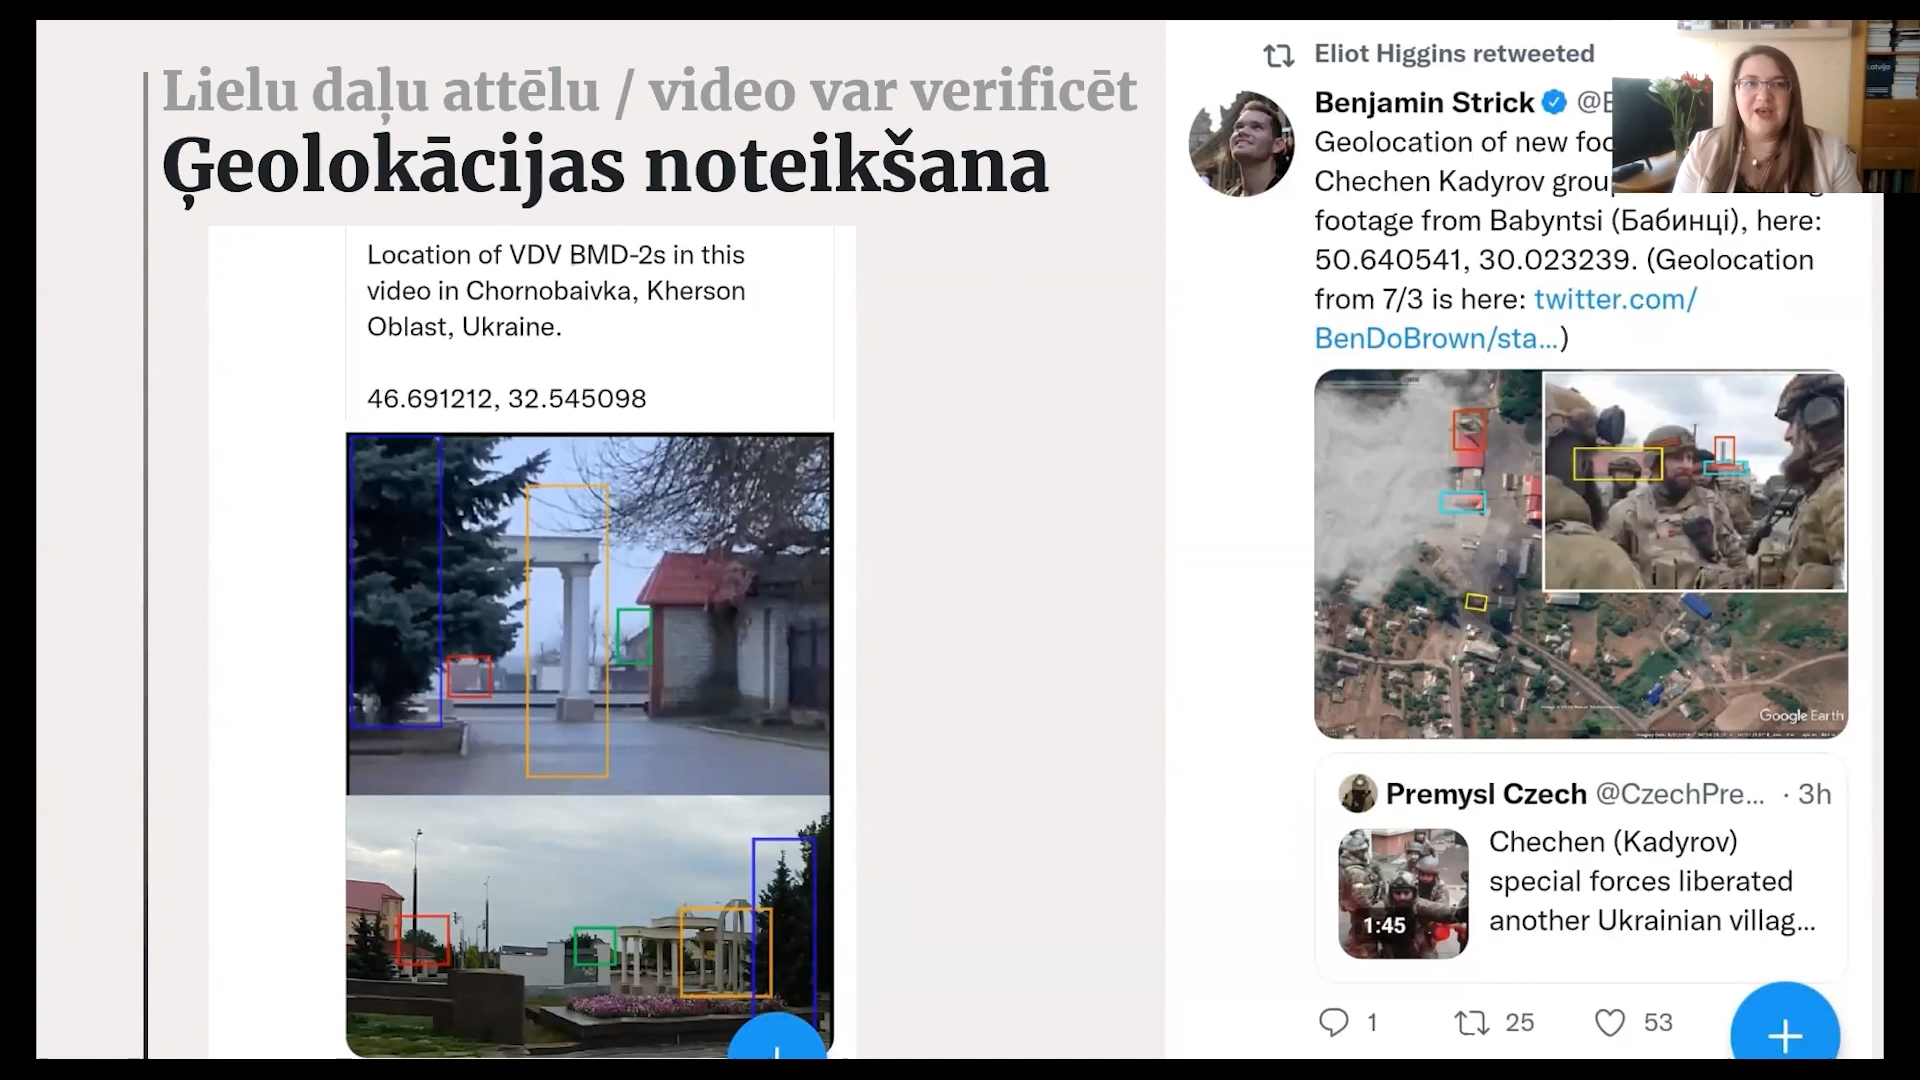 Lielu daļu attēlu / video var verificēt
Ģeolokācijas noteikšana
Location of VDV BMD-2s in this
video in Chornobaivka, Kherson
Oblast, Ukraine.
46.691212, 32.545098
Eliot Higgins retweeted
Benjamin Strick
Geolocation of new
Chechen Kadyrov
footage from Babyntsi (Бабинці), here:
50.640541, 30.023239. (Geolocation
from 7/3 is here: twitter.com/
BenDoBrown/sta...)
Google Earth
Premysl Czech @CzechPre... · 3h
Chechen (Kadyrov)
special forces liberated
another Ukrainian villag...
1:45
1 25 53
Latvija